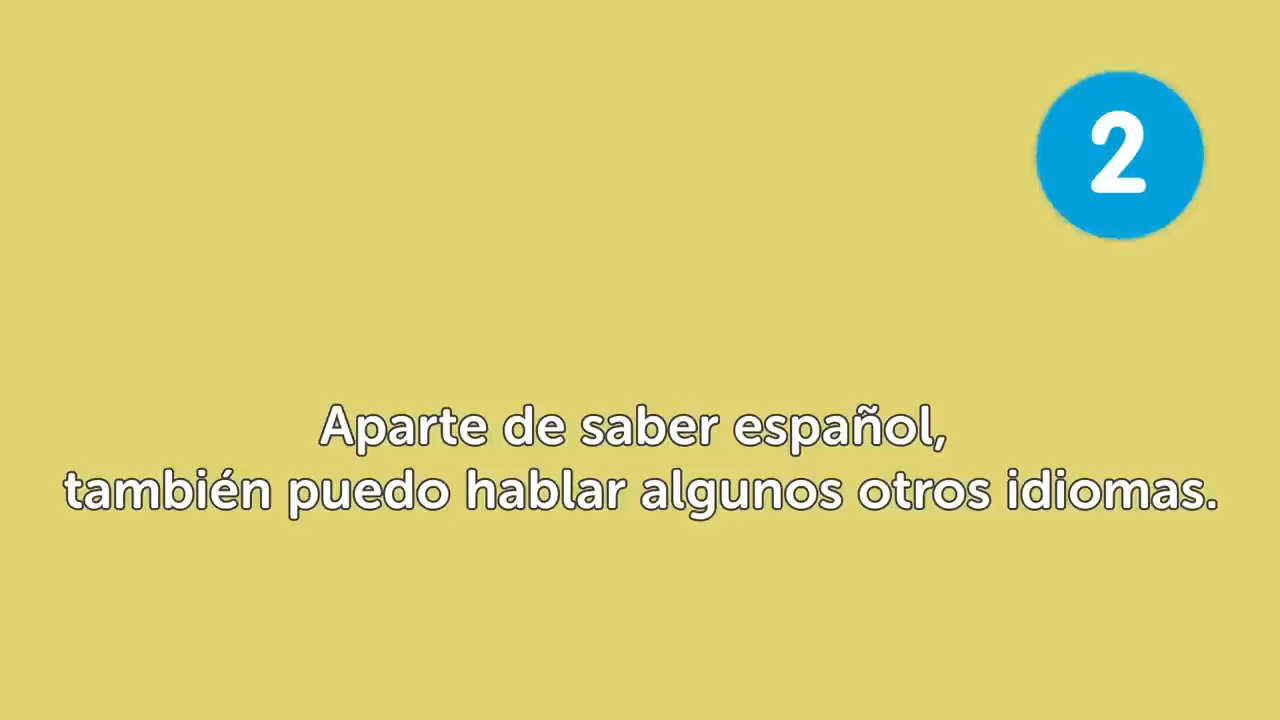 2
Aparte de saber español,
también puedo hablar algunos otros idiomas.